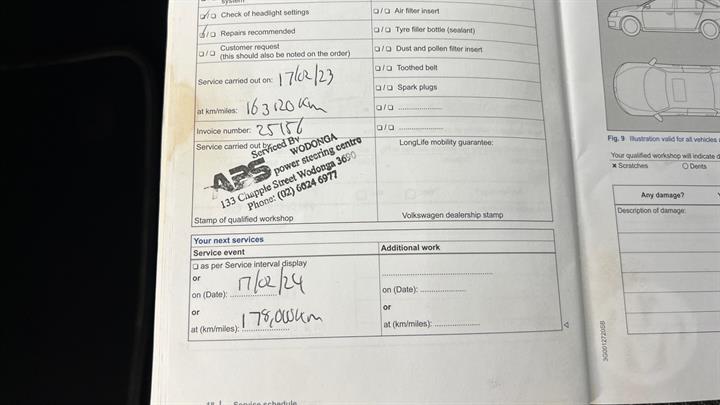 system
☑/☐ Check of headlight settings
☑/☐ Repairs recommended
☐/☐ Customer request
(this should also be noted on the order)
Service carried out on: 17/02/23
at km/miles: 163120 km
Invoice number: 25156
Service carried out by:
Serviced By
WODONGA
APS power steering centre
133 Chapple Street Wodonga 3690
Phone: (02) 6024 6977
Stamp of qualified workshop
☐/☐ Air filter insert
☐/☐ Tyre filler bottle (sealant)
☐/☐ Dust and pollen filter insert
☐/☐ Toothed belt
☐/☐ Spark plugs
☐/☐ ....................
☐/☐ ....................
LongLife mobility guarantee:
Volkswagen dealership stamp
Your next services
Service event
☐ as per Service interval display
or
on (Date): 17/02/24
or
at (km/miles): 178,000km
Additional work
........................................
on (Date): ..................
or
at (km/miles): ..................
18 Service schedule
3G0012720SB
Fig. 9 Illustration valid for all vehicles
Your qualified workshop will indicate d
x Scratches O Dents
Any damage?
Description of damage: